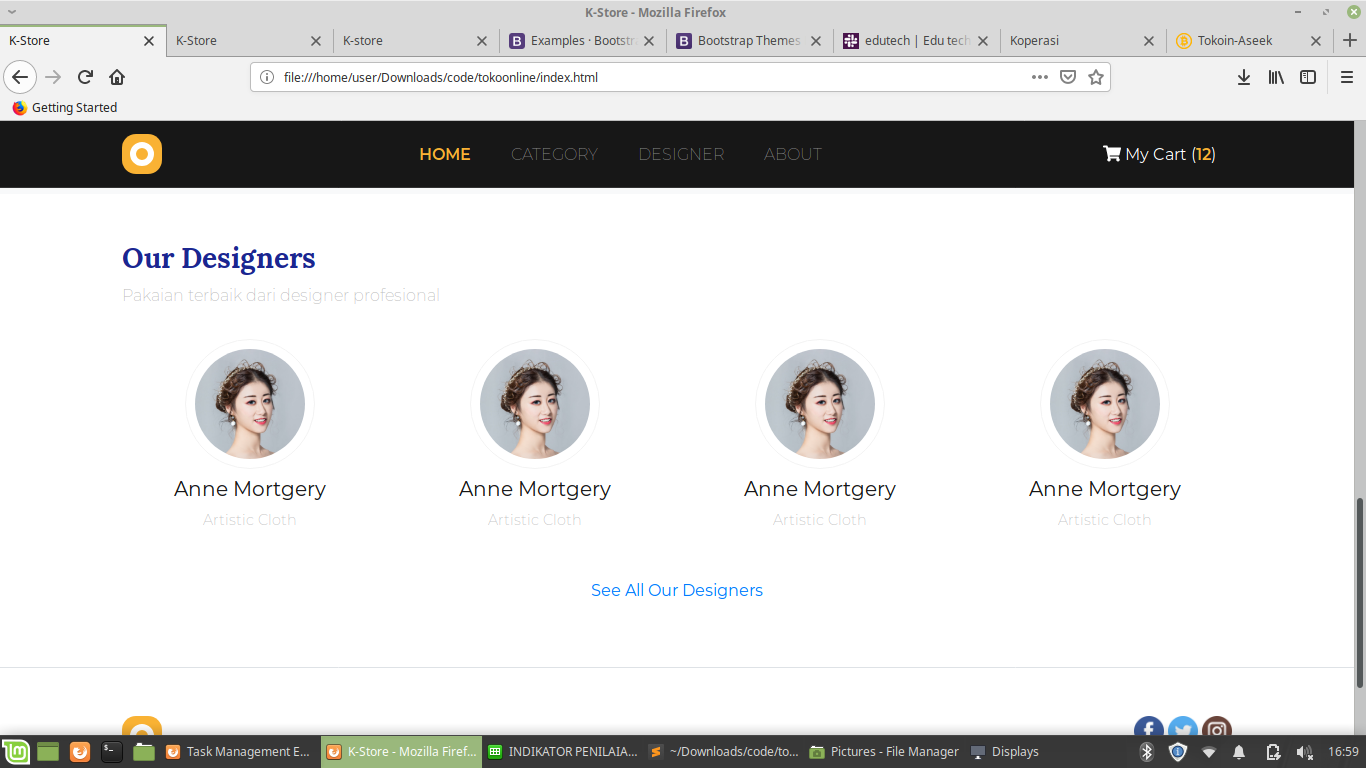 K-Store - Mozilla Firefox
K-Store
K-Store
K-store
Examples · Bootstr
Bootstrap Themes
edutech | Edu tech
Koperasi
Tokoin-Aseek
file:///home/user/Downloads/code/tokoonline/index.html
Getting Started
HOME CATEGORY DESIGNER ABOUT My Cart (12)
Our Designers
Pakaian terbaik dari designer profesional
Anne Mortgery Anne Mortgery Anne Mortgery Anne Mortgery
Artistic Cloth Artistic Cloth Artistic Cloth Artistic Cloth
See All Our Designers
Task Management E...
K-Store - Mozilla Firef...
INDIKATOR PENILAIA...
~/Downloads/code/to...
Pictures - File Manager
Displays
16:59